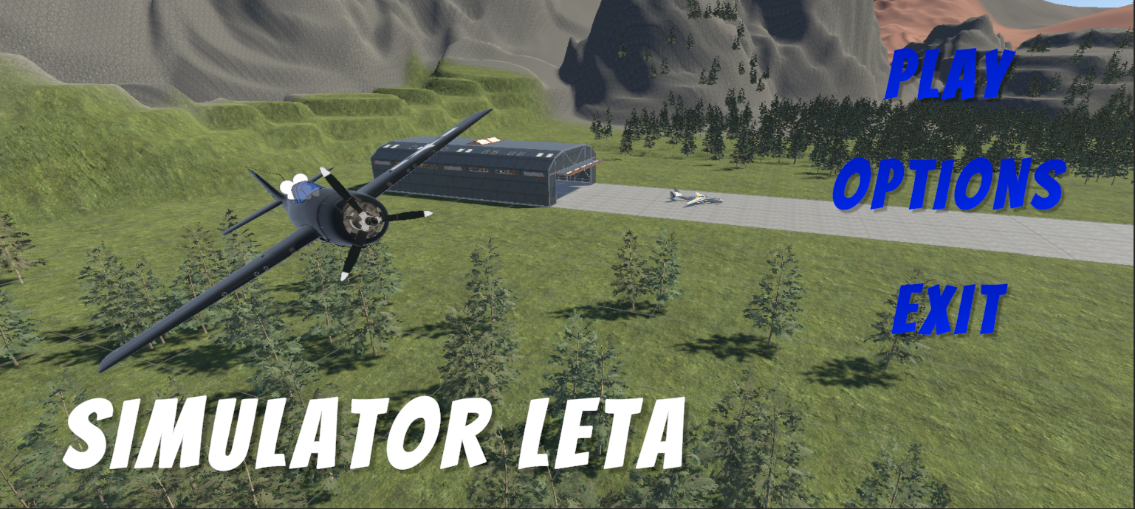 PLAY
OPTIONS
EXIT
SIMULATOR LETA